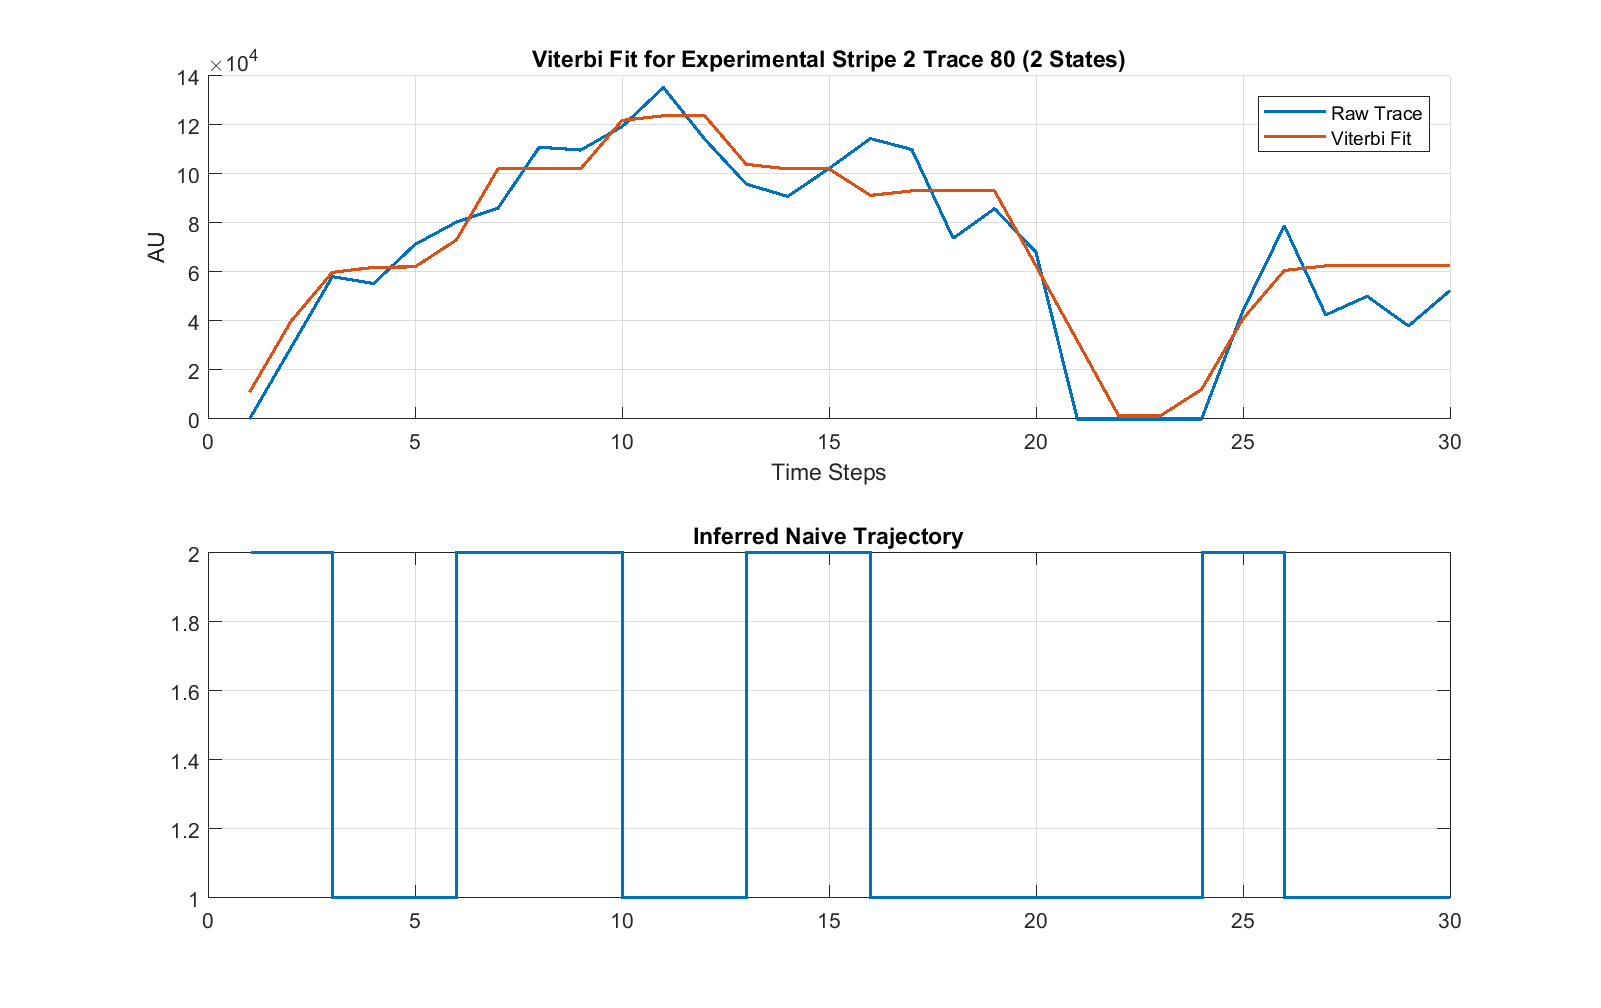 Viterbi Fit for Experimental Stripe 2 Trace 80 (2 States)
×10⁴
14
12
10
8
6
4
2
0
AU
Raw Trace
Viterbi Fit
0 5 10 15 20 25 30
Time Steps
Inferred Naive Trajectory
2
1.8
1.6
1.4
1.2
1
0 5 10 15 20 25 30